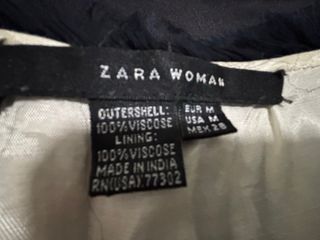 ZARA WOMAN
OUTERSHELL:
100%VISCOSE
LINING:
100%VISCOSE
MADE IN INDIA
RN(USA):77302
EUR M
USA M
MEX 28